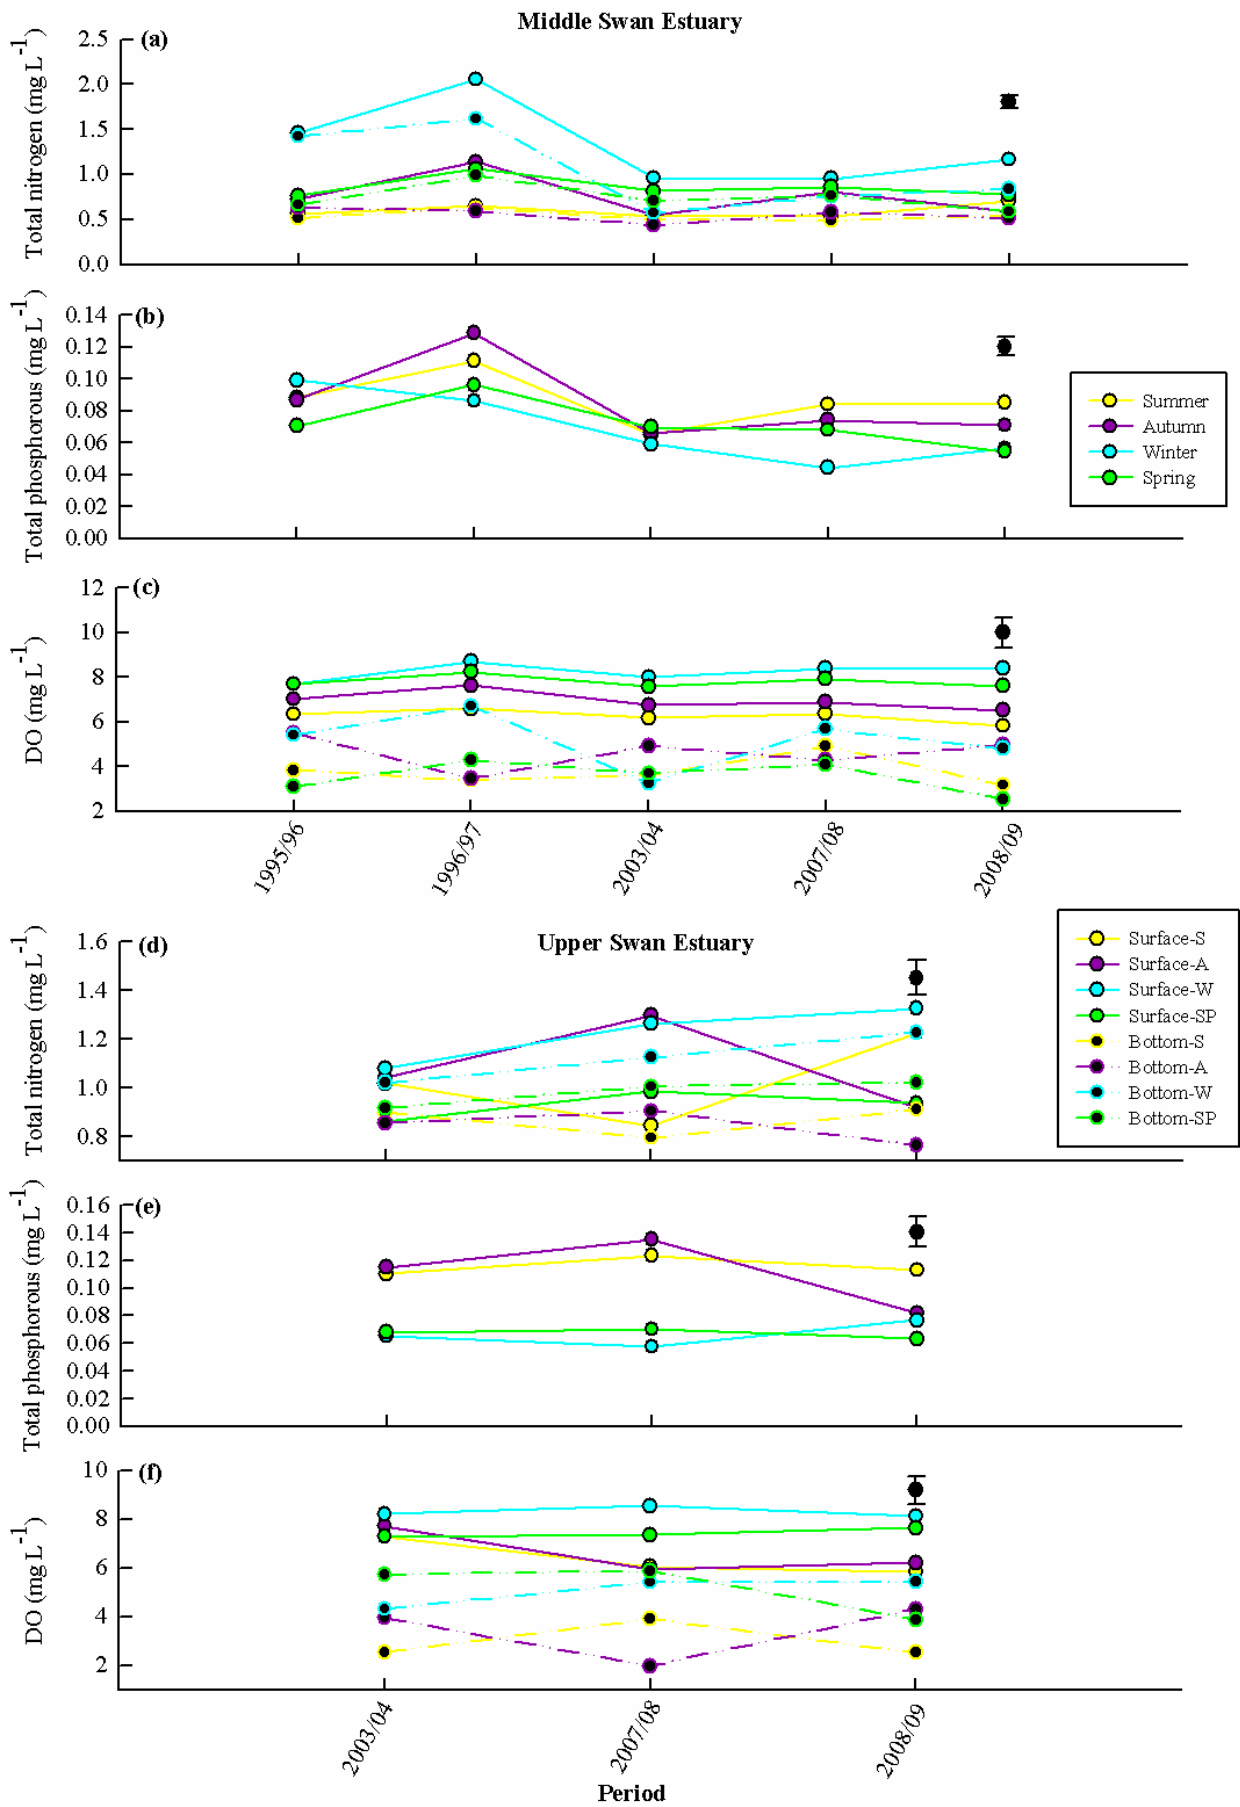 Middle Swan Estuary
(a)
Total nitrogen (mg L-1)
2.5
2.0
1.5
1.0
0.5
0.0
(b)
Total phosphorous (mg L-1)
0.14
0.12
0.10
0.08
0.06
0.04
0.02
0.00
Summer
Autumn
Winter
Spring
(c)
DO (mg L-1)
12
10
8
6
4
2
1995/96
1996/97
2003/04
2007/08
2008/09
Upper Swan Estuary
(d)
Total nitrogen (mg L-1)
1.6
1.4
1.2
1.0
0.8
Surface-S
Surface-A
Surface-W
Surface-SP
Bottom-S
Bottom-A
Bottom-W
Bottom-SP
(e)
Total phosphorous (mg L-1)
0.16
0.14
0.12
0.10
0.08
0.06
0.04
0.02
0.00
(f)
DO (mg L-1)
10
8
6
4
2
2003/04
2007/08
2008/09
Period